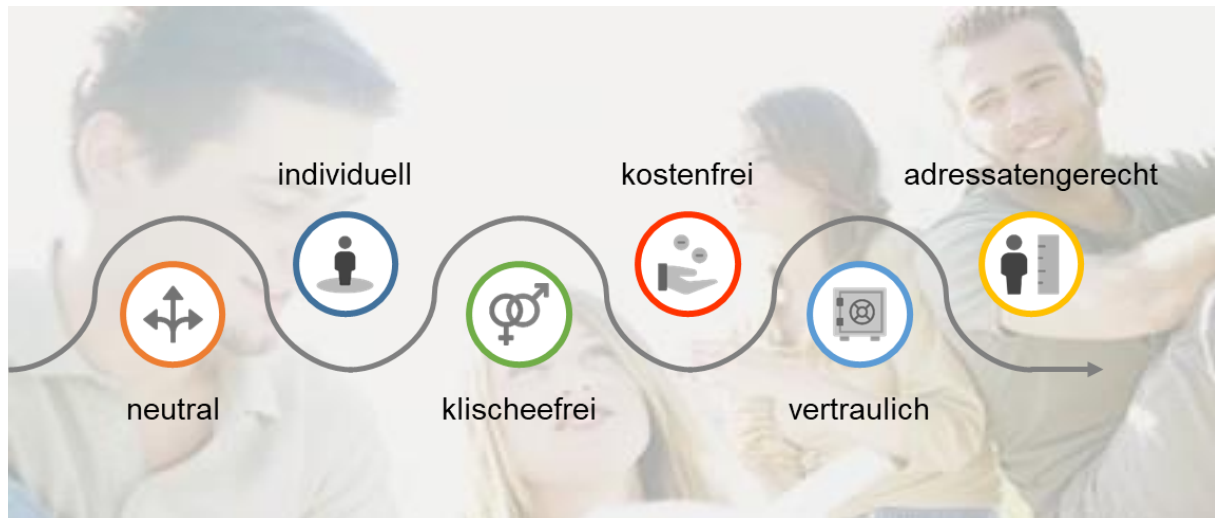 neutral
individuell
klischeefrei
kostenfrei
vertraulich
adressatengerecht